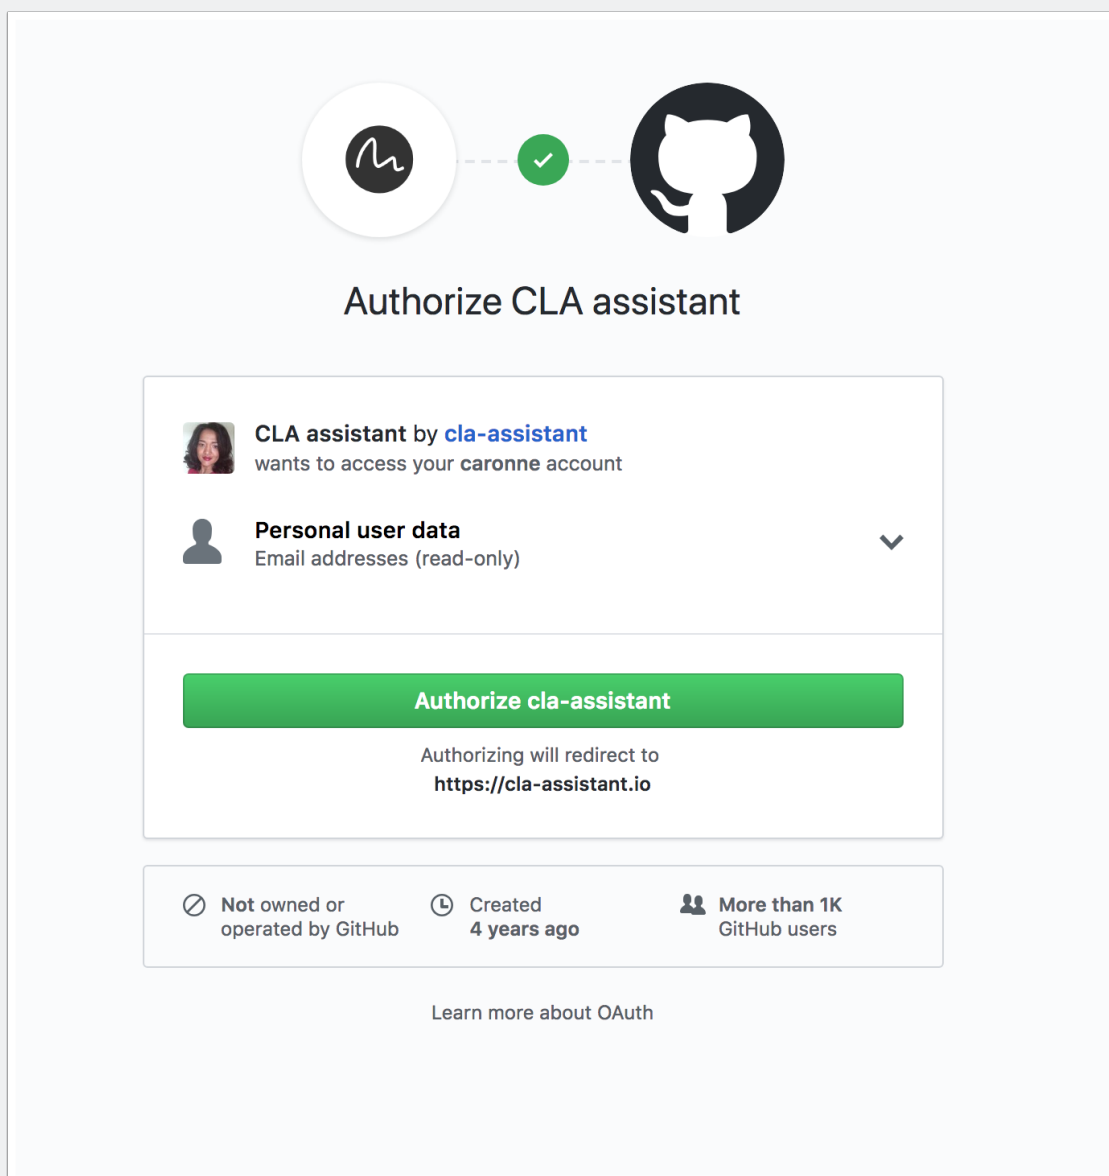 Authorize CLA assistant
CLA assistant by cla-assistant
wants to access your caronne account
Personal user data
Email addresses (read-only)
Authorize cla-assistant
Authorizing will redirect to
https://cla-assistant.io
Not owned or
operated by GitHub
Created
4 years ago
More than 1K
GitHub users
Learn more about OAuth